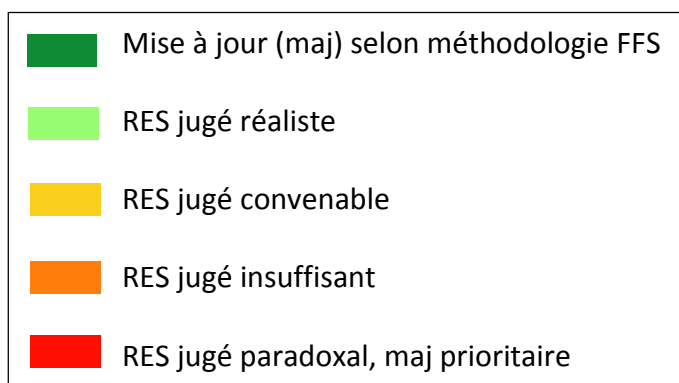 Mise à jour (maj) selon méthodologie FFS
RES jugé réaliste
RES jugé convenable
RES jugé insuffisant
RES jugé paradoxal, maj prioritaire